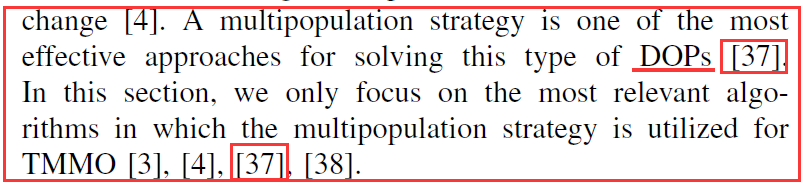 change [4]. A multipopulation strategy is one of the most
effective approaches for solving this type of DOPs [37].
In this section, we only focus on the most relevant algo-
rithms in which the multipopulation strategy is utilized for
TMMO [3], [4], [37], [38].